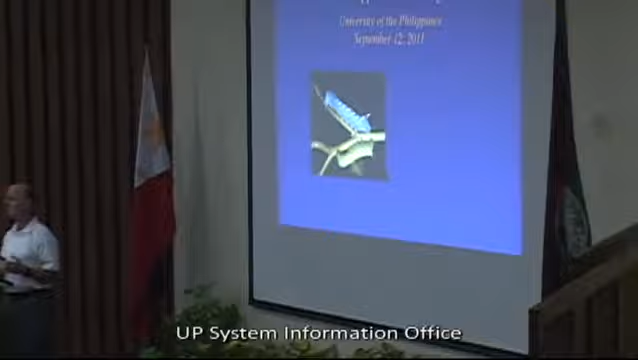 University of the Philippines
September 12, 2011
UP System Information Office